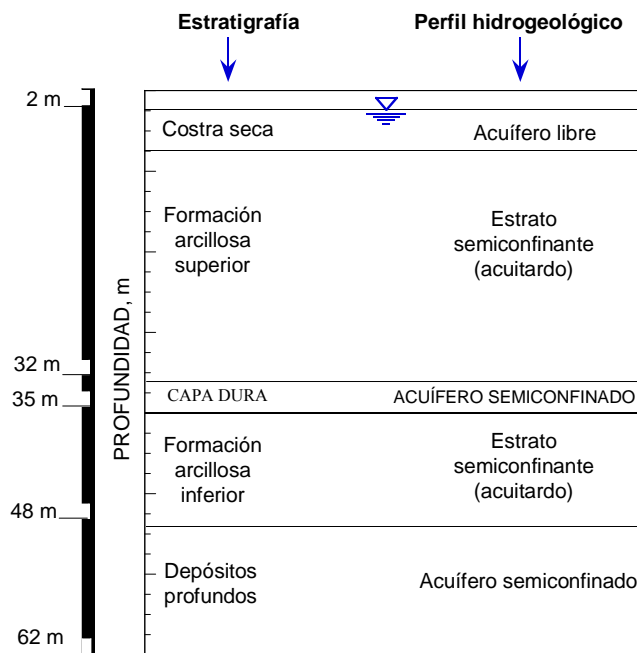 Estratigrafía
Perfil hidrogeológico
2 m
Costra seca
Acuífero libre
Formación
arcillosa
superior
Estrato
semiconfinante
(acuitardo)
PROFUNDIDAD, m
32 m
35 m
CAPA DURA
ACUÍFERO SEMICONFINADO
Formación
arcillosa
inferior
Estrato
semiconfinante
(acuitardo)
48 m
Depósitos
profundos
Acuífero semiconfinado
62 m